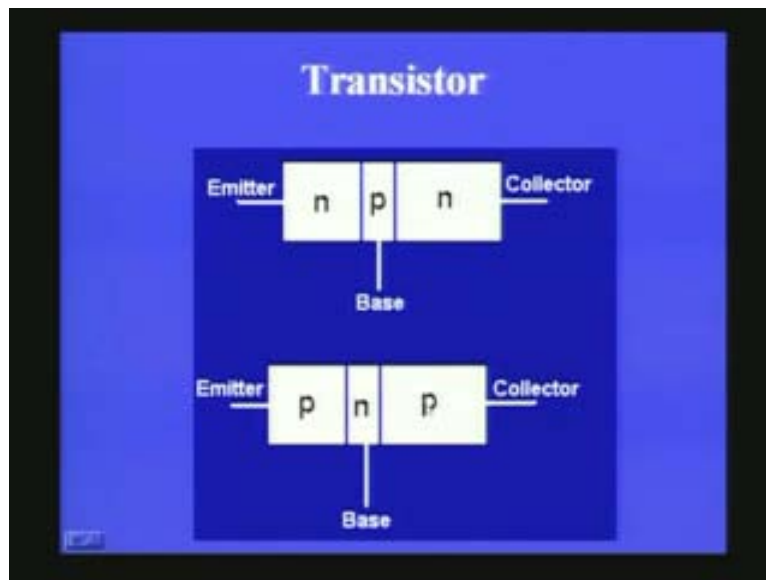 Transistor
Emitter n p n Collector
Base
Emitter p n p Collector
Base